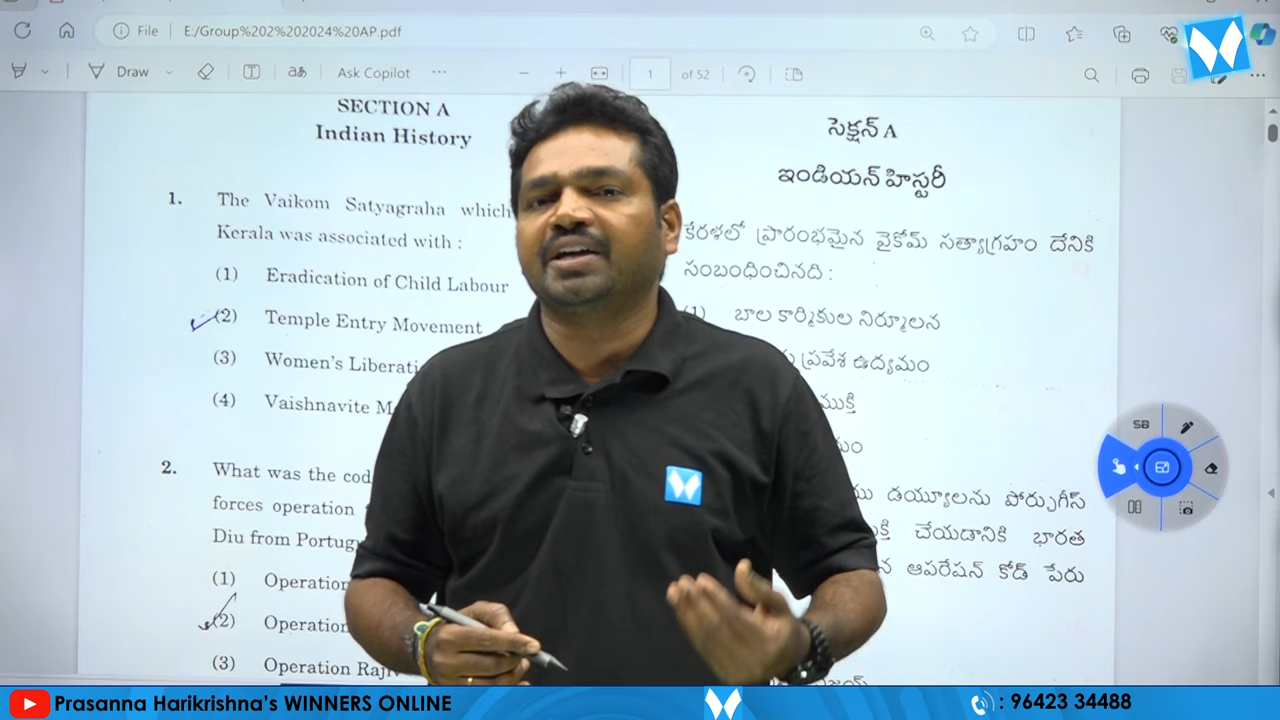 File
E:/Group%202%202024%20AP.pdf
Draw
Ask Copilot
1 of 52
SECTION A
Indian History
1. The Vaikom Satyagraha which
Kerala was associated with :
(1) Eradication of Child Labour
(2) Temple Entry Movement
(3) Women's
(4) Vaishnavite
2. What was the
forces operation
Diu from
(1) Operation
(2) Operation
(3) Operation
సెక్షన్ A
ఇండియన్ హిస్టరీ
కేరళలో ప్రారంభమైన వైకోమ్ సత్యాగ్రహం దేనికి
సంబంధించినది :
(1) బాల కార్మికుల నిర్మూలన
ప్రవేశ ఉద్యమం
డయ్యూలను పోర్చుగీస్
చేయడానికి భారత
ఆపరేషన్ కోడ్ పేరు
SB
Prasanna Harikrishna's WINNERS ONLINE
: 96423 34488